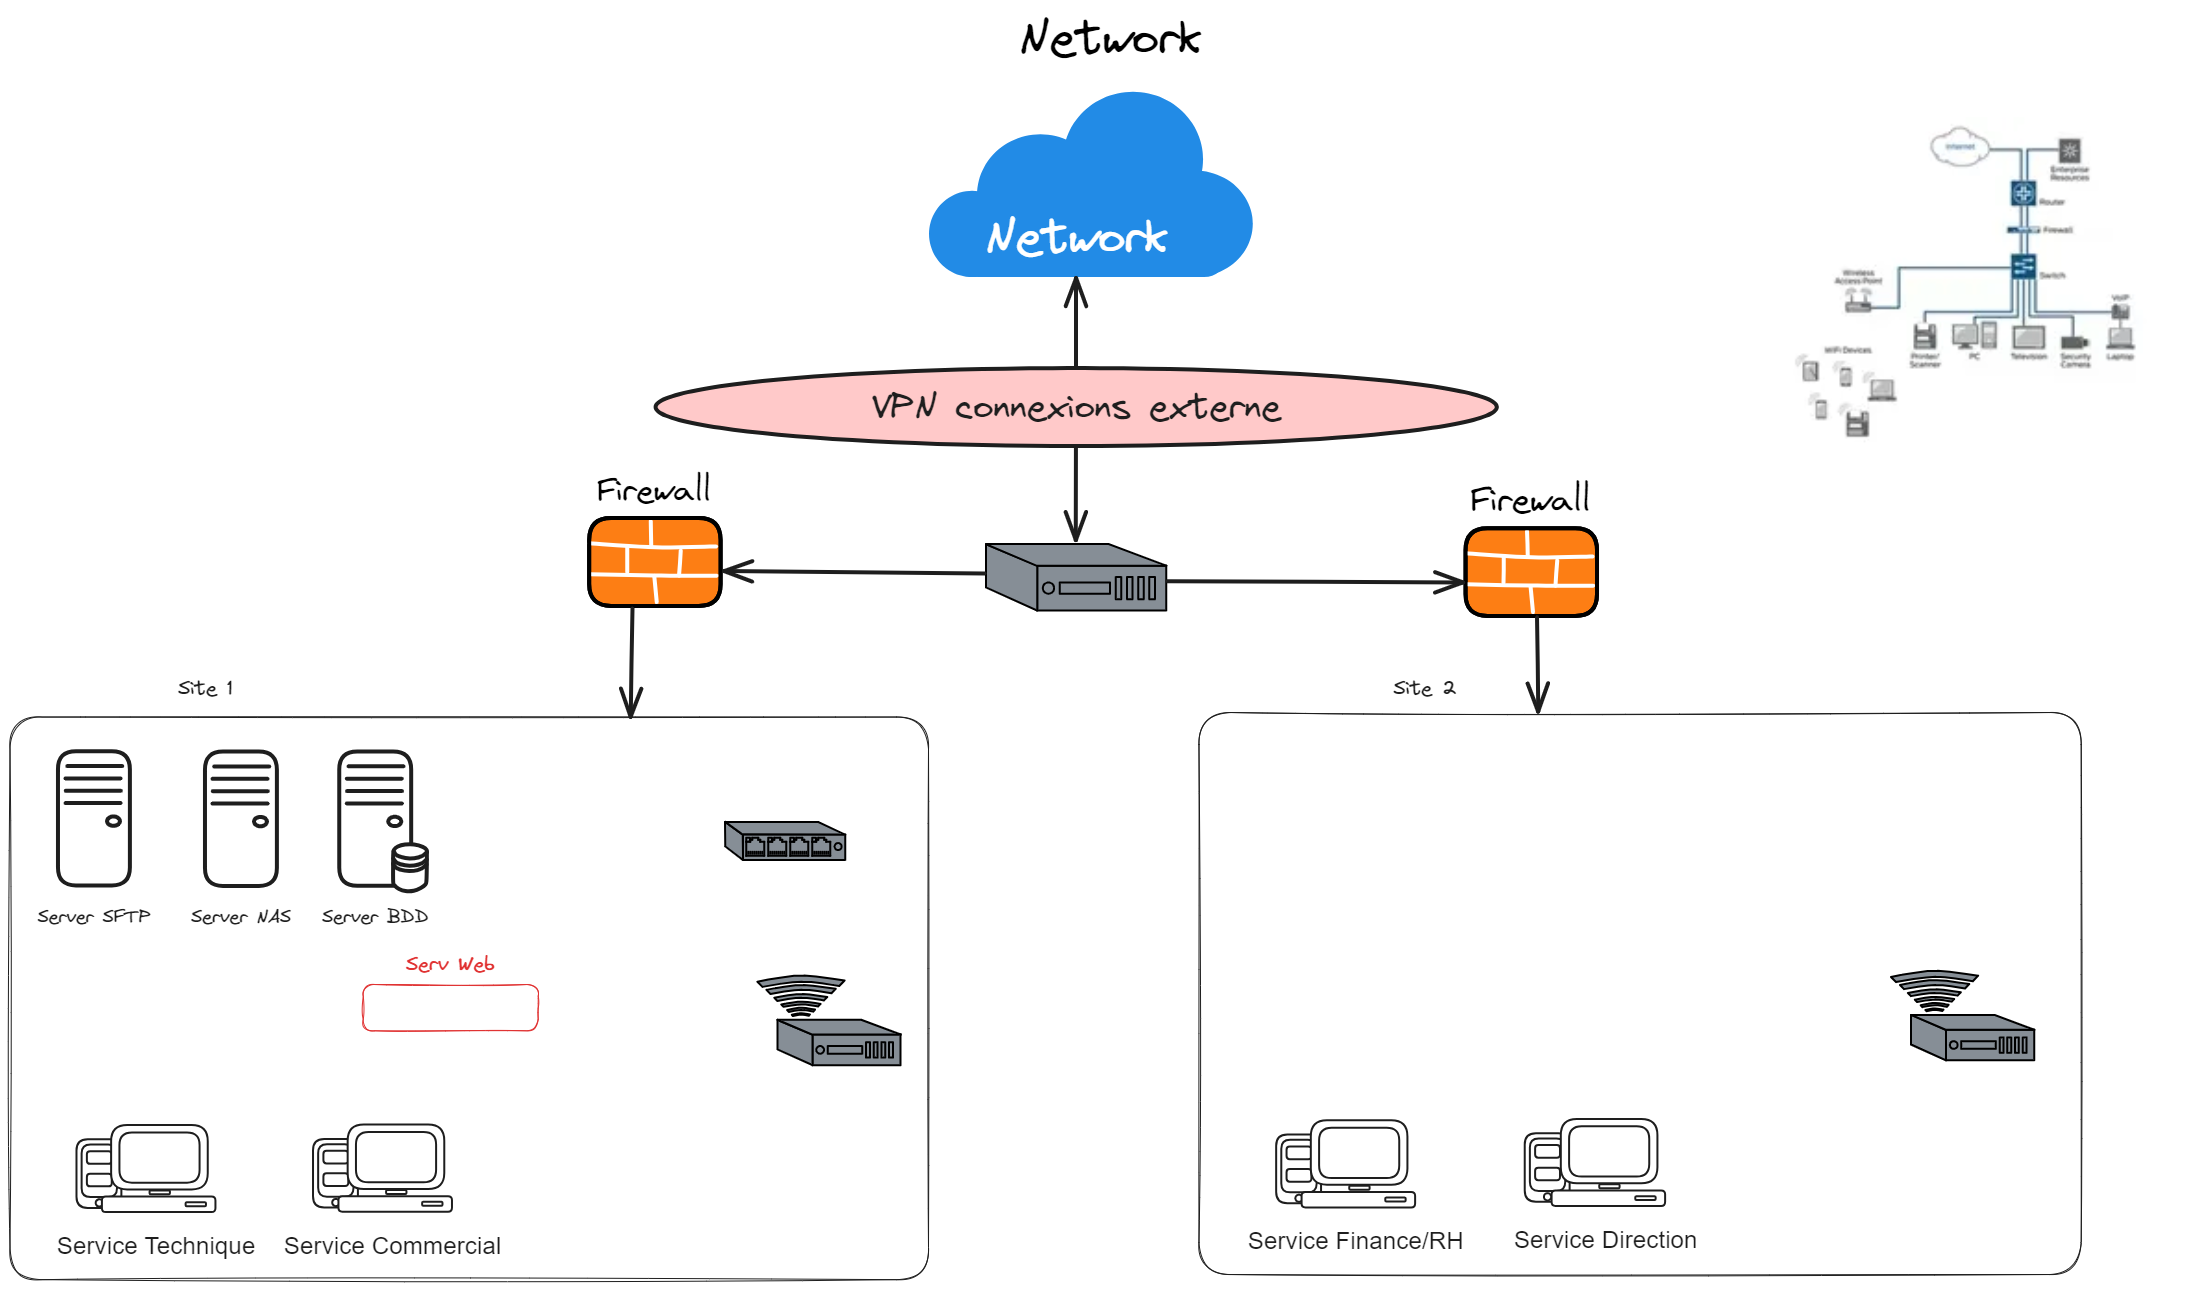 Network
Network
Internet
Enterprise
Resources
Router
Firewall
Switch
Wireless
Access Point
VoIP
Printer/
Scanner
PC
Television
Security
Camera
Laptop
WiFi Devices
VPN connexions externe
Firewall
Firewall
Site 1
Site 2
Server SFTP
Server NAS
Server BDD
Serv Web
Service Technique
Service Commercial
Service Finance/RH
Service Direction